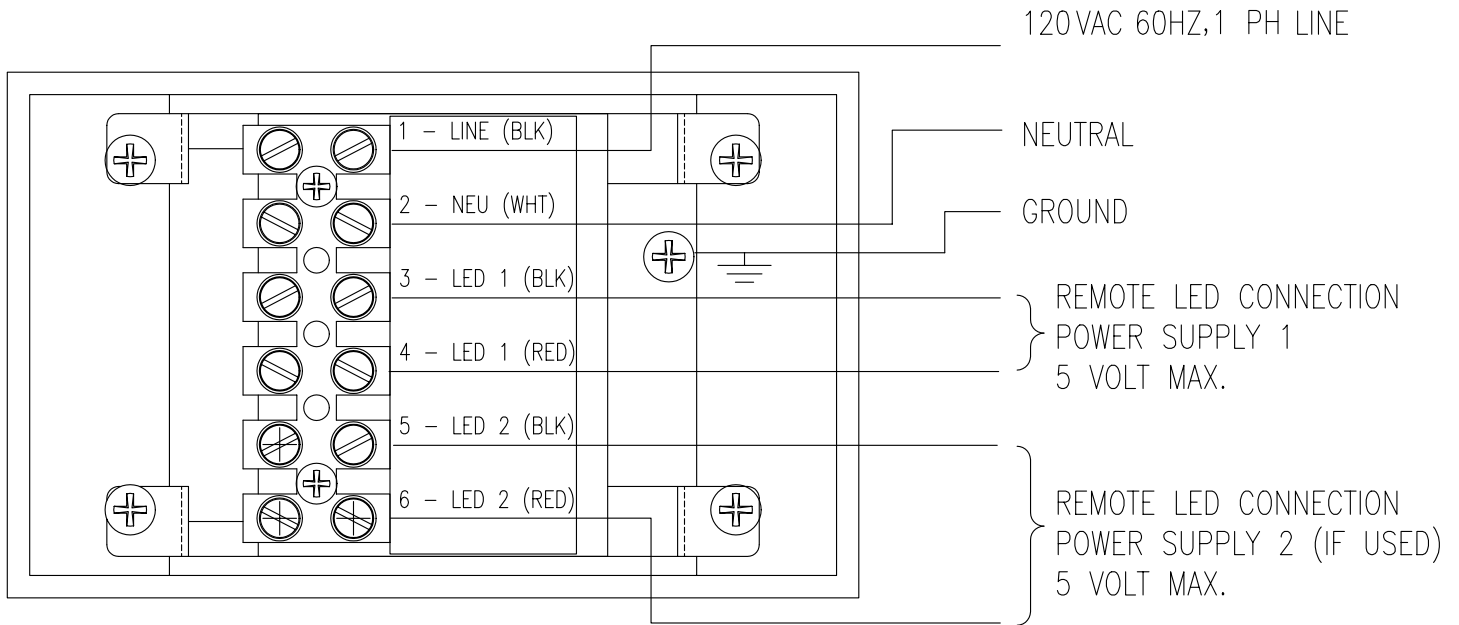 120 VAC 60HZ, 1 PH LINE
1 – LINE (BLK)
NEUTRAL
2 – NEU (WHT)
GROUND
3 – LED 1 (BLK)
REMOTE LED CONNECTION
POWER SUPPLY 1
5 VOLT MAX.
4 – LED 1 (RED)
5 – LED 2 (BLK)
6 – LED 2 (RED)
REMOTE LED CONNECTION
POWER SUPPLY 2 (IF USED)
5 VOLT MAX.